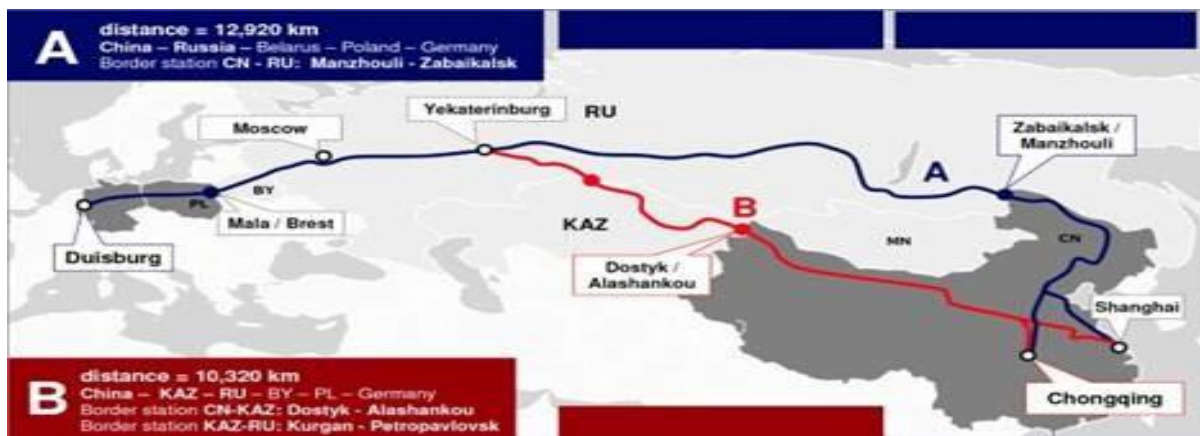 A
distance = 12,920 km
China – Russia – Belarus – Poland – Germany
Border station CN - RU: Manzhouli - Zabaikalsk
Yekaterinburg
RU
Moscow
Zabaikalsk /
Manzhouli
A
BY
PL
Mala / Brest
KAZ
B
MN
CN
Duisburg
Dostyk /
Alashankou
Shanghai
Chongqing
B
distance = 10,320 km
China – KAZ – RU – BY – PL – Germany
Border station CN-KAZ: Dostyk - Alashankou
Border station KAZ-RU: Kurgan - Petropavlovsk